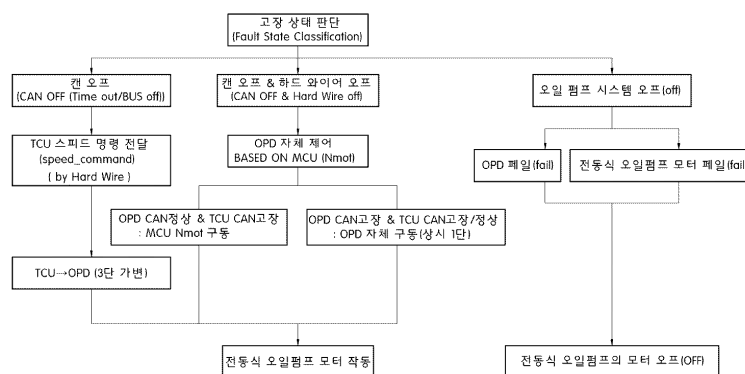 고장 상태 판단
(Fault State Classification)
캔 오프
(CAN OFF (Time out/BUS off))
캔 오프 & 하드 와이어 오프
(CAN OFF & Hard Wire off)
오일 펌프 시스템 오프(off)
TCU 스피드 명령 전달
(speed_command)
( by Hard Wire )
OPD 자체 제어
BASED ON MCU (Nmot)
OPD 페일(fail)
전동식 오일펌프 모터 페일(fail)
OPD CAN정상 & TCU CAN고장
: MCU Nmot 구동
OPD CAN고장 & TCU CAN고장/정상
: OPD 자체 구동(상시 1단)
TCU→OPD (3단 가변)
전동식 오일펌프 모터 작동
전동식 오일펌프의 모터 오프(OFF)